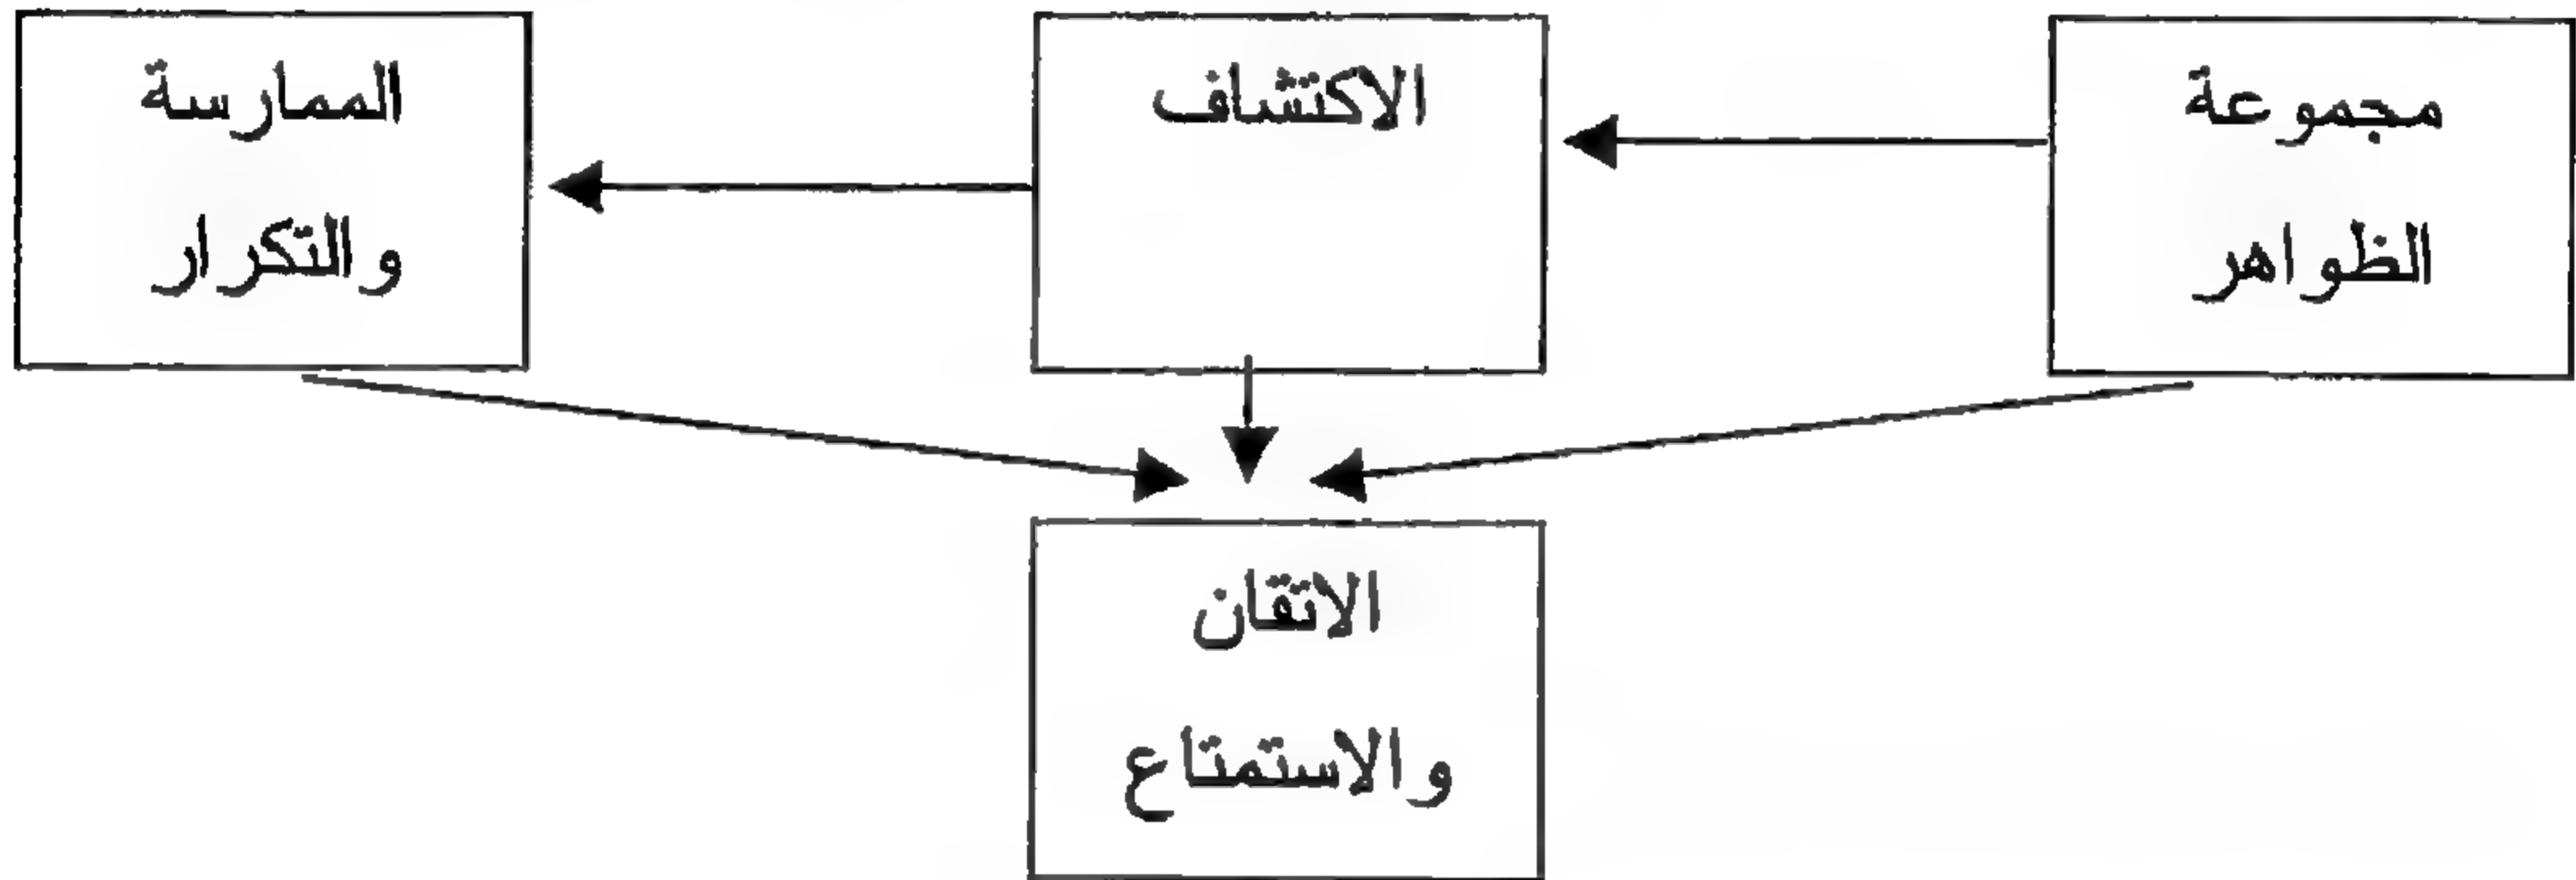 مجموعة
الظواهر
الاكتشاف
الممارسة
والتكرار
الاتقان
والاستمتاع